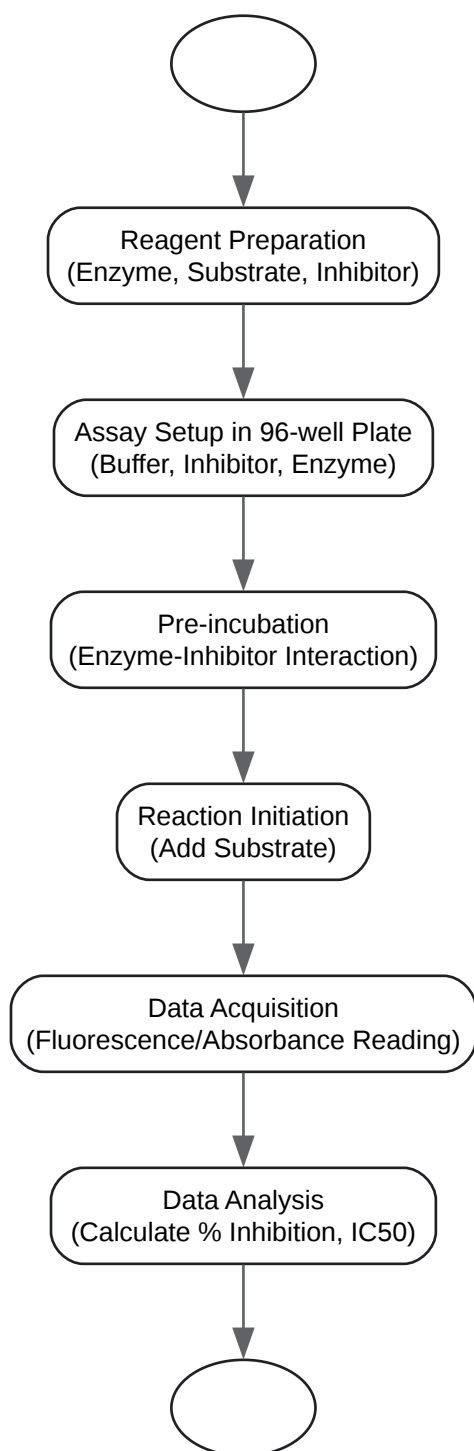 Reagent Preparation
(Enzyme, Substrate, Inhibitor)
Assay Setup in 96-well Plate
(Buffer, Inhibitor, Enzyme)
Pre-incubation
(Enzyme-Inhibitor Interaction)
Reaction Initiation
(Add Substrate)
Data Acquisition
(Fluorescence/Absorbance Reading)
Data Analysis
(Calculate % Inhibition, IC50)